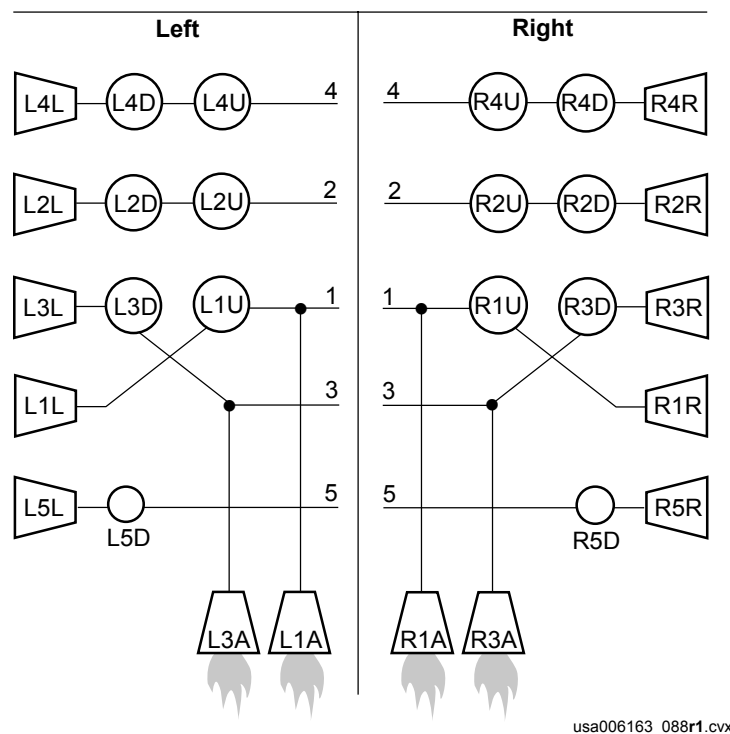 Left Right
L4L L4D L4U 4 4 R4U R4D R4R
L2L L2D L2U 2 2 R2U R2D R2R
L3L L3D L1U 1 1 R1U R3D R3R
L1L 3 3 R1R
L5L 5 5 R5R
L5D R5D
L3A L1A R1A R3A
usa006163_088r1.cvx